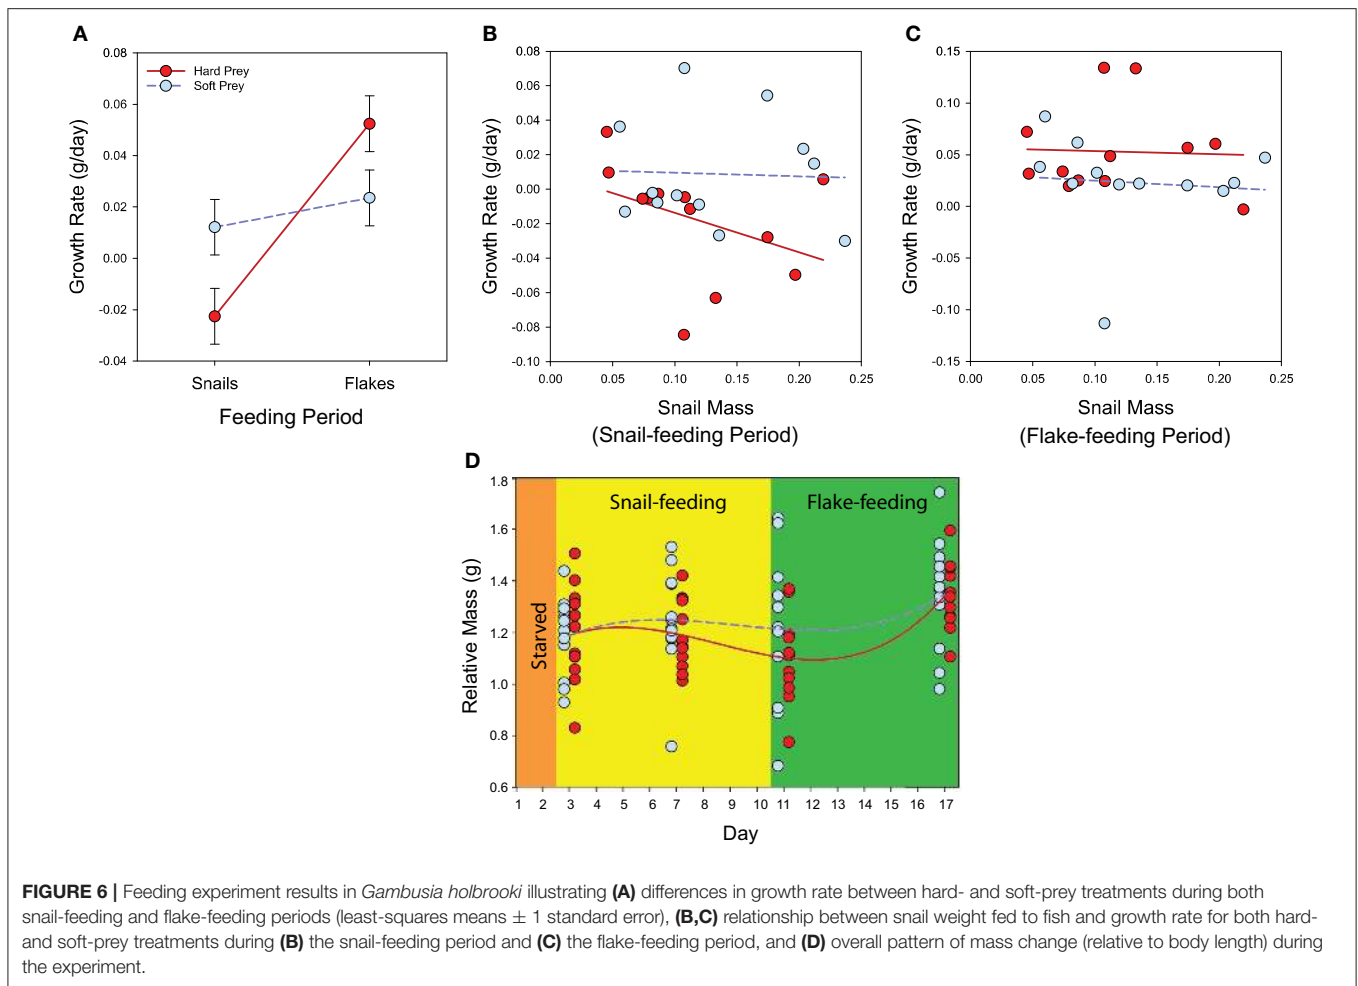 A
0.08
0.06
0.04
0.02
0.00
-0.02
-0.04
Growth Rate (g/day)
Hard Prey
Soft Prey
Snails
Flakes
Feeding Period
B
0.08
0.06
0.04
0.02
0.00
-0.02
-0.04
-0.06
-0.08
-0.10
Growth Rate (g/day)
0.00 0.05 0.10 0.15 0.20 0.25
Snail Mass
(Snail-feeding Period)
C
0.15
0.10
0.05
0.00
-0.05
-0.10
-0.15
Growth Rate (g/day)
0.00 0.05 0.10 0.15 0.20 0.25
Snail Mass
(Flake-feeding Period)
D
1.8
1.6
1.4
1.2
1.0
0.8
0.6
Relative Mass (g)
Starved
Snail-feeding
Flake-feeding
1 2 3 4 5 6 7 8 9 10 11 12 13 14 15 16 17
Day
FIGURE 6 | Feeding experiment results in Gambusia holbrooki illustrating (A) differences in growth rate between hard- and soft-prey treatments during both
snail-feeding and flake-feeding periods (least-squares means ± 1 standard error), (B,C) relationship between snail weight fed to fish and growth rate for both hard-
and soft-prey treatments during (B) the snail-feeding period and (C) the flake-feeding period, and (D) overall pattern of mass change (relative to body length) during
the experiment.